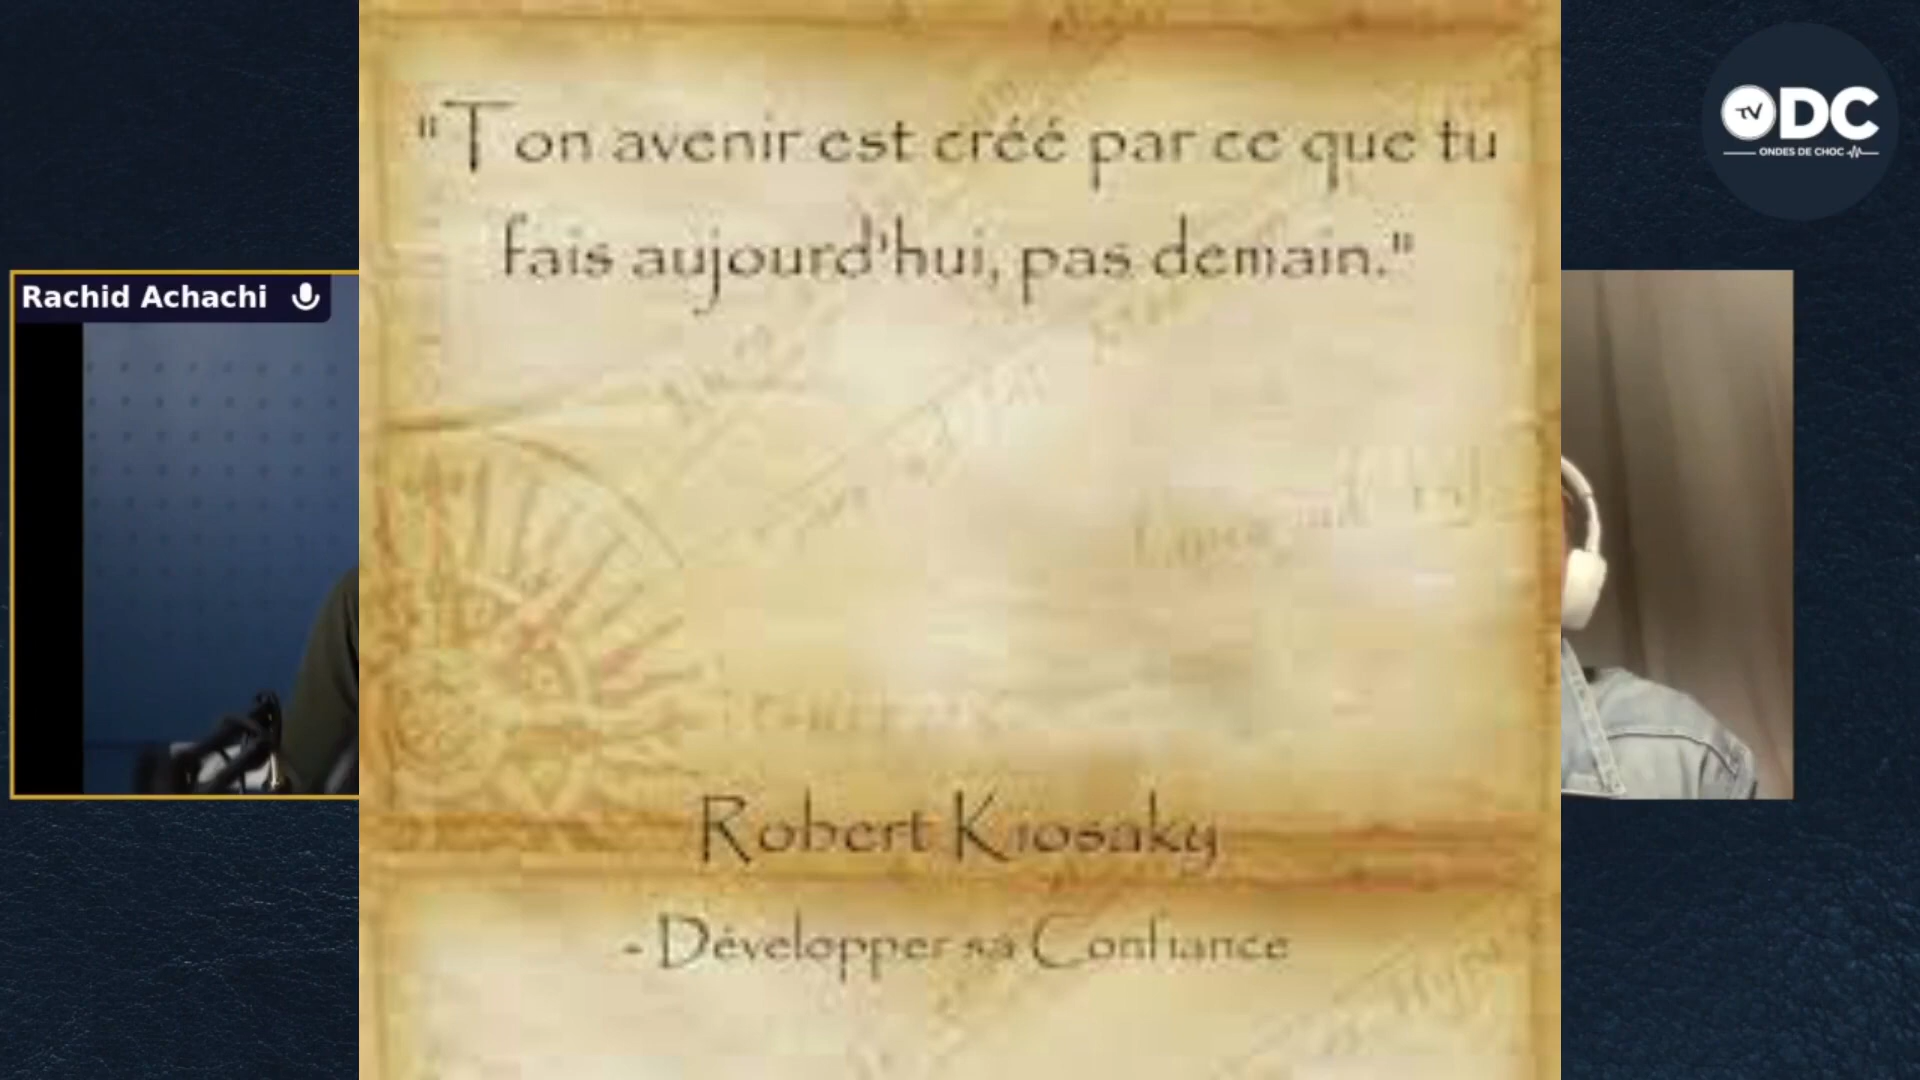 "Ton avenir est créé par ce que tu
fais aujourd'hui, pas demain."
Rachid Achachi
Robert Kiosaky
- Développer sa Confiance
TV ODC
ONDES DE CHOC